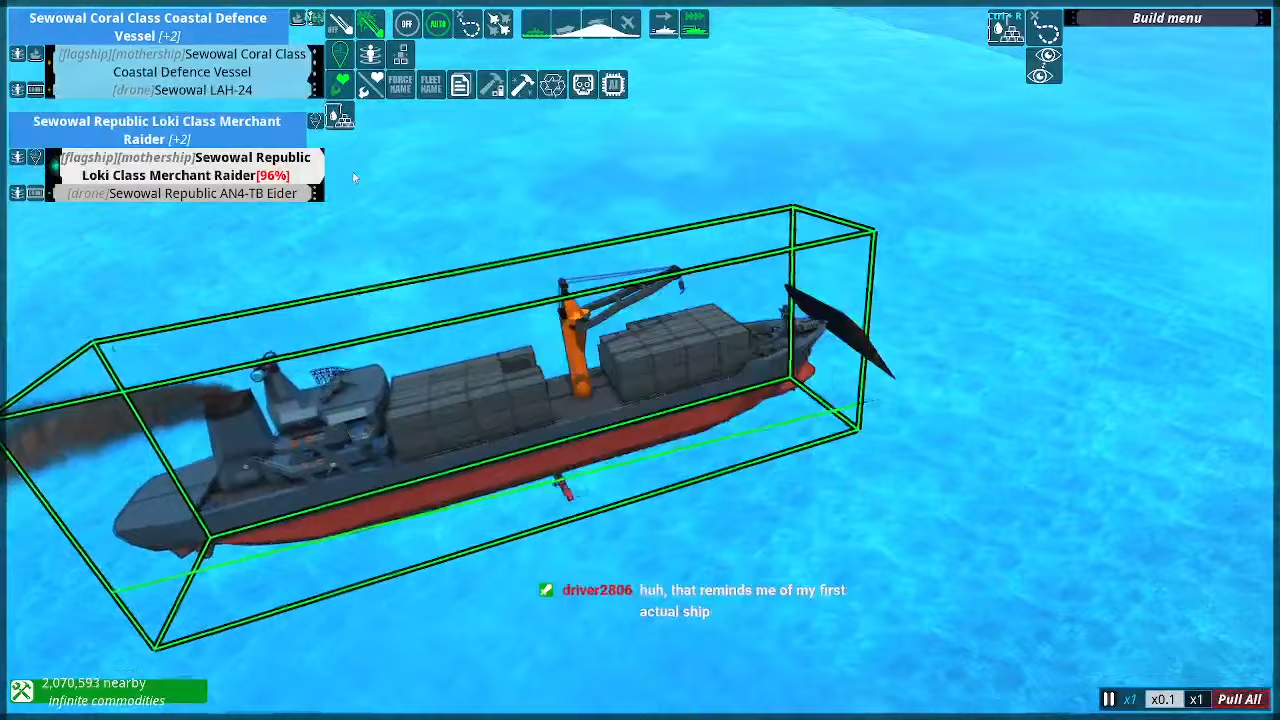 Sewowal Coral Class Coastal Defence
Vessel [+2]
[flagship][mothership]Sewowal Coral Class
Coastal Defence Vessel
[drone]Sewowal LAH-24
Sewowal Republic Loki Class Merchant
Raider [+2]
[flagship][mothership]Sewowal Republic
Loki Class Merchant Raider[96%]
[drone]Sewowal Republic AN4-TB Eider
OFF
OFF
AUTO
FORCE
NAME
FLEET
NAME
AI
Ctrl + R
Build menu
driver2806 huh, that reminds me of my first
actual ship
2,070,593 nearby
infinite commodities
x1
x0.1
x1
Pull All